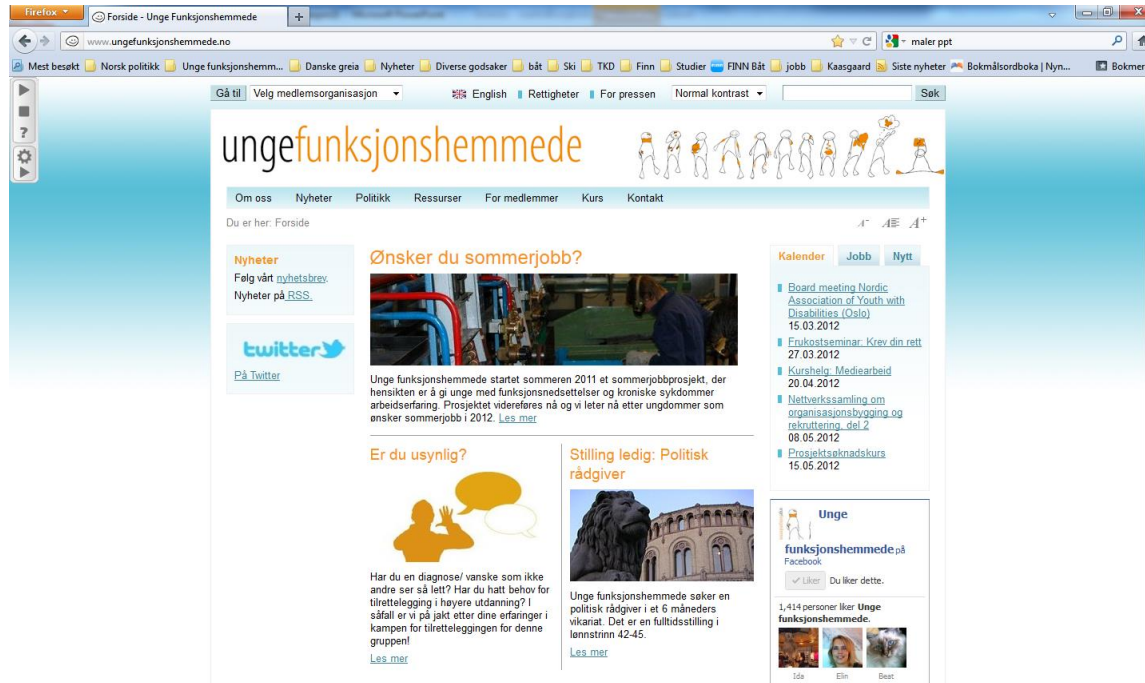 Firefox
Forside - Unge Funksjonshemmede
www.ungefunksjonshemmede.no
maler ppt
Mest besøkt Norsk politikk Unge funksjonshemm... Danske greia Nyheter Diverse godsaker båt Ski TKD Finn Studier FINN Båt jobb Kaasgaard Siste nyheter Bokmålsordboka | Nyn... Bokmer
Gå til Velg medlemsorganisasjon English Rettigheter For pressen Normal kontrast Søk
ungefunksjonshemmede
Om oss Nyheter Politikk Ressurser For medlemmer Kurs Kontakt
Du er her: Forside
A- A A+
Nyheter
Følg vårt nyhetsbrev.
Nyheter på RSS.
twitter
På Twitter
Ønsker du sommerjobb?
Unge funksjonshemmede startet sommeren 2011 et sommerjobbprosjekt, der
hensikten er å gi unge med funksjonsnedsettelser og kroniske sykdommer
arbeidserfaring. Prosjektet videreføres nå og vi leter nå etter ungdommer som
ønsker sommerjobb i 2012. Les mer
Er du usynlig?
Har du en diagnose/ vanske som ikke
andre ser så lett? Har du hatt behov for
tilrettelegging i høyere utdanning? I
såfall er vi på jakt etter dine erfaringer i
kampen for tilretteleggingen for denne
gruppen!
Les mer
Stilling ledig: Politisk
rådgiver
Unge funksjonshemmede søker en
politisk rådgiver i et 6 måneders
vikariat. Det er en fulltidsstilling i
lønnstrinn 42-45.
Les mer
Kalender Jobb Nytt
Board meeting Nordic
Association of Youth with
Disabilities (Oslo)
15.03.2012
Frukostseminar: Krev din rett
27.03.2012
Kurshelg: Mediearbeid
20.04.2012
Nettverkssamling om
organisasjonsbygging og
rekruttering, del 2
08.05.2012
Prosjektsøknadskurs
15.05.2012
Unge
funksjonshemmede på
Facebook
Liker Du liker dette.
1,414 personer liker Unge
funksjonshemmede.
Ida Elin Beat